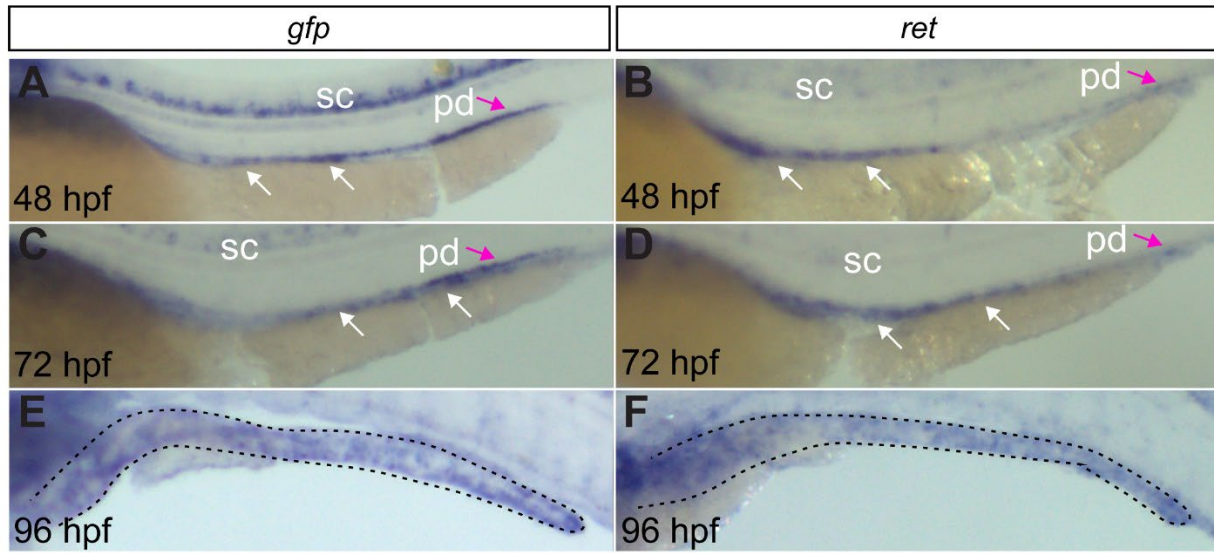 gfp
ret
A
sc
pd
48 hpf
B
sc
pd
48 hpf
C
sc
pd
72 hpf
D
sc
pd
72 hpf
E
96 hpf
F
96 hpf